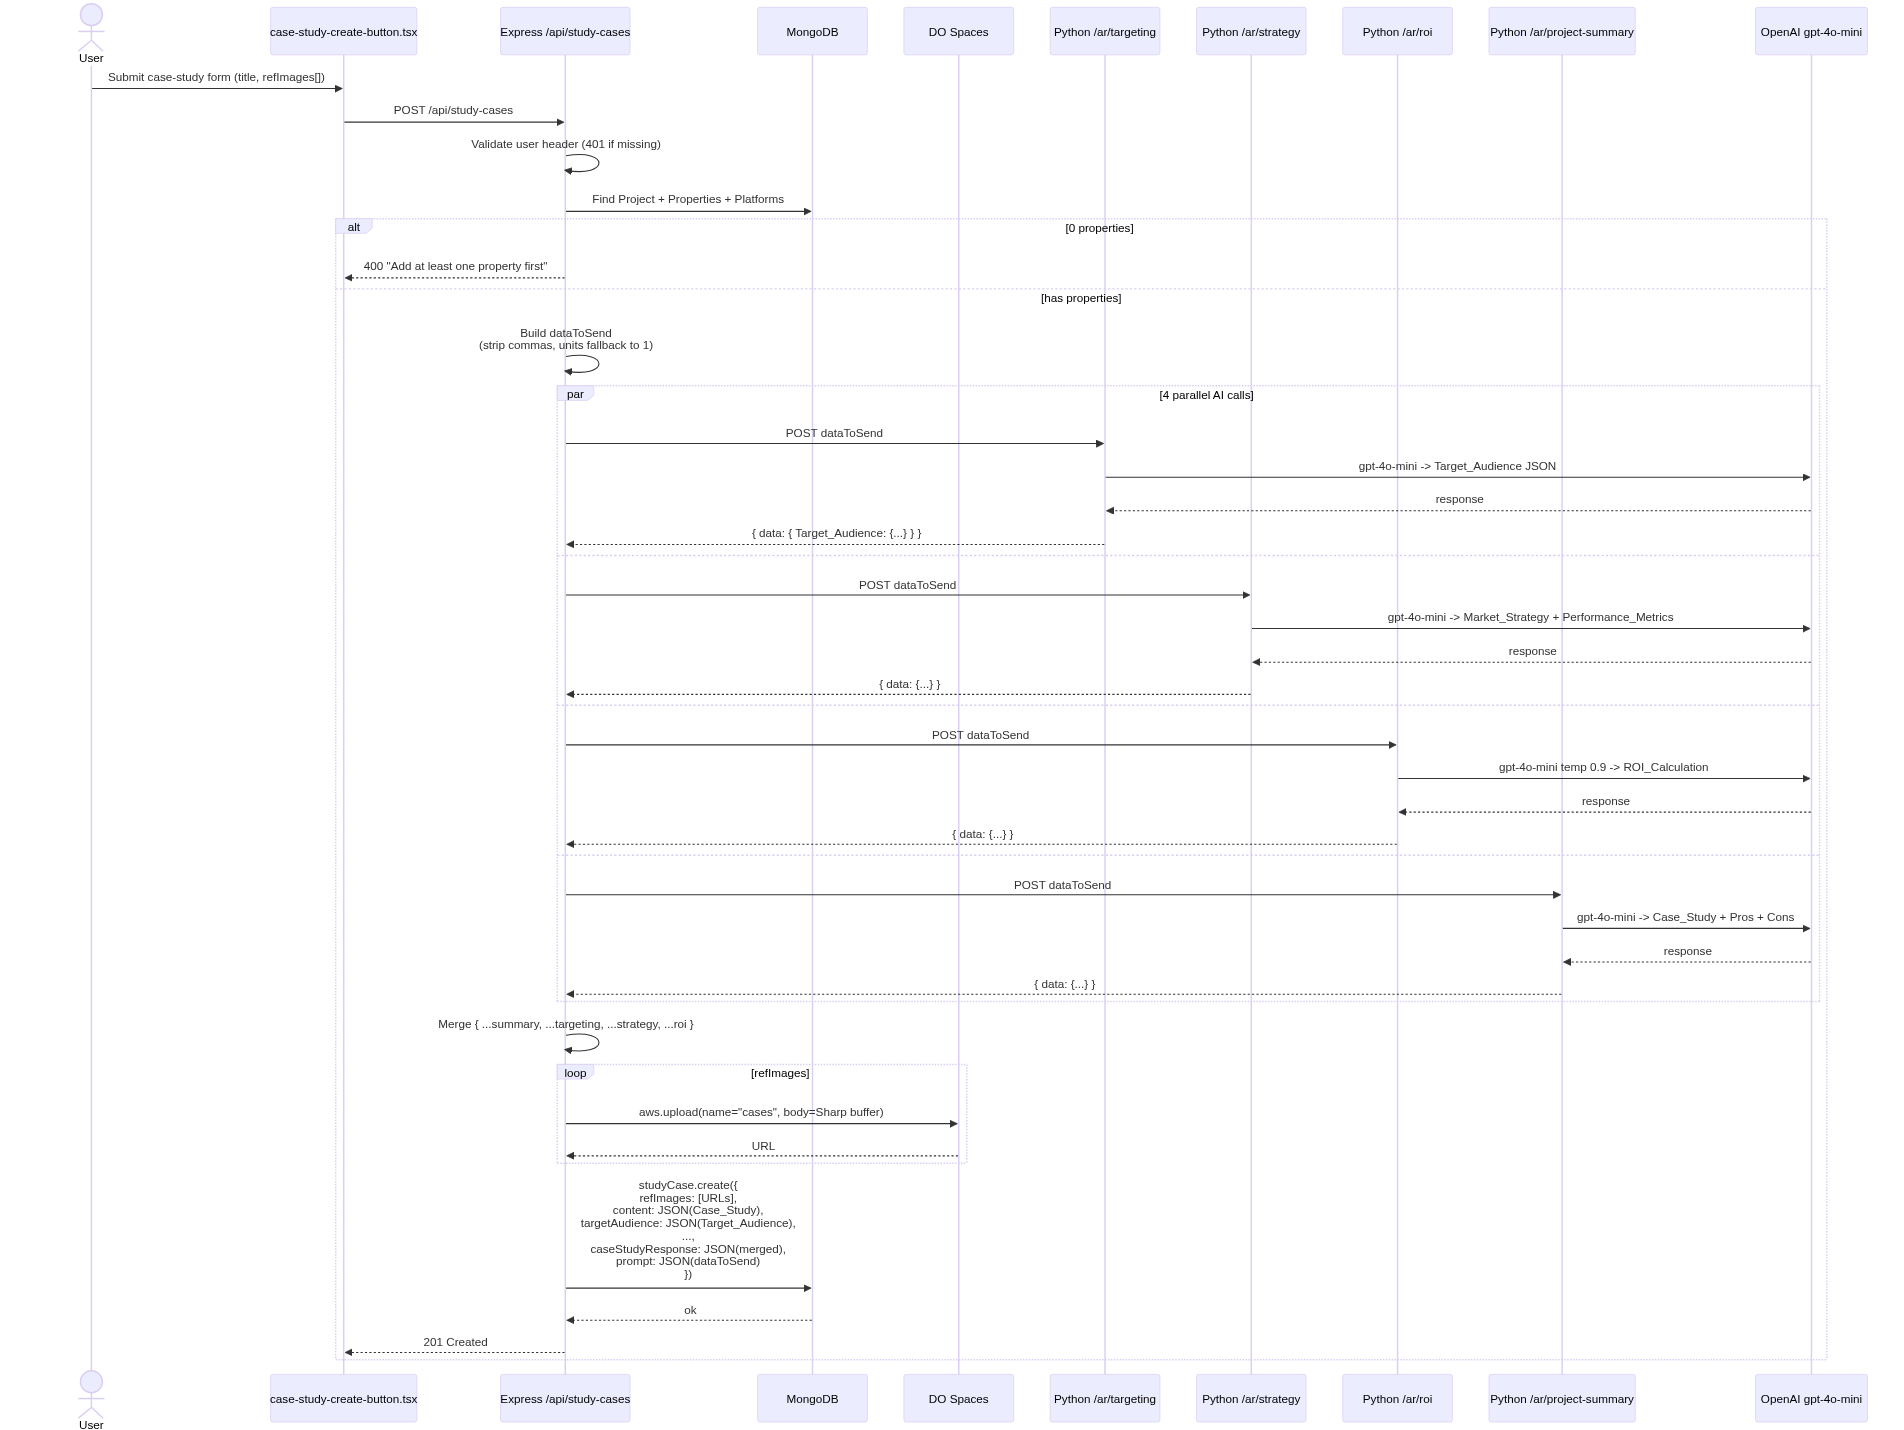 case-study-create-button.tsx
Express /api/study-cases
MongoDB
DO Spaces
Python /ar/targeting
Python /ar/strategy
Python /ar/roi
Python /ar/project-summary
OpenAI gpt-4o-mini
User
Submit case-study form (title, refImages[])
POST /api/study-cases
Validate user header (401 if missing)
Find Project + Properties + Platforms
alt
[0 properties]
400 "Add at least one property first"
[has properties]
Build dataToSend
(strip commas, units fallback to 1)
par
[4 parallel AI calls]
POST dataToSend
gpt-4o-mini -> Target_Audience JSON
response
{ data: { Target_Audience: {...} } }
POST dataToSend
gpt-4o-mini -> Market_Strategy + Performance_Metrics
response
{ data: {...} }
POST dataToSend
gpt-4o-mini temp 0.9 -> ROI_Calculation
response
{ data: {...} }
POST dataToSend
gpt-4o-mini -> Case_Study + Pros + Cons
response
{ data: {...} }
Merge { ...summary, ...targeting, ...strategy, ...roi }
loop
[refImages]
aws.upload(name="cases", body=Sharp buffer)
URL
studyCase.create({
refImages: [URLs],
content: JSON(Case_Study),
targetAudience: JSON(Target_Audience),
...,
caseStudyResponse: JSON(merged),
prompt: JSON(dataToSend)
})
ok
201 Created
case-study-create-button.tsx
Express /api/study-cases
MongoDB
DO Spaces
Python /ar/targeting
Python /ar/strategy
Python /ar/roi
Python /ar/project-summary
OpenAI gpt-4o-mini
User